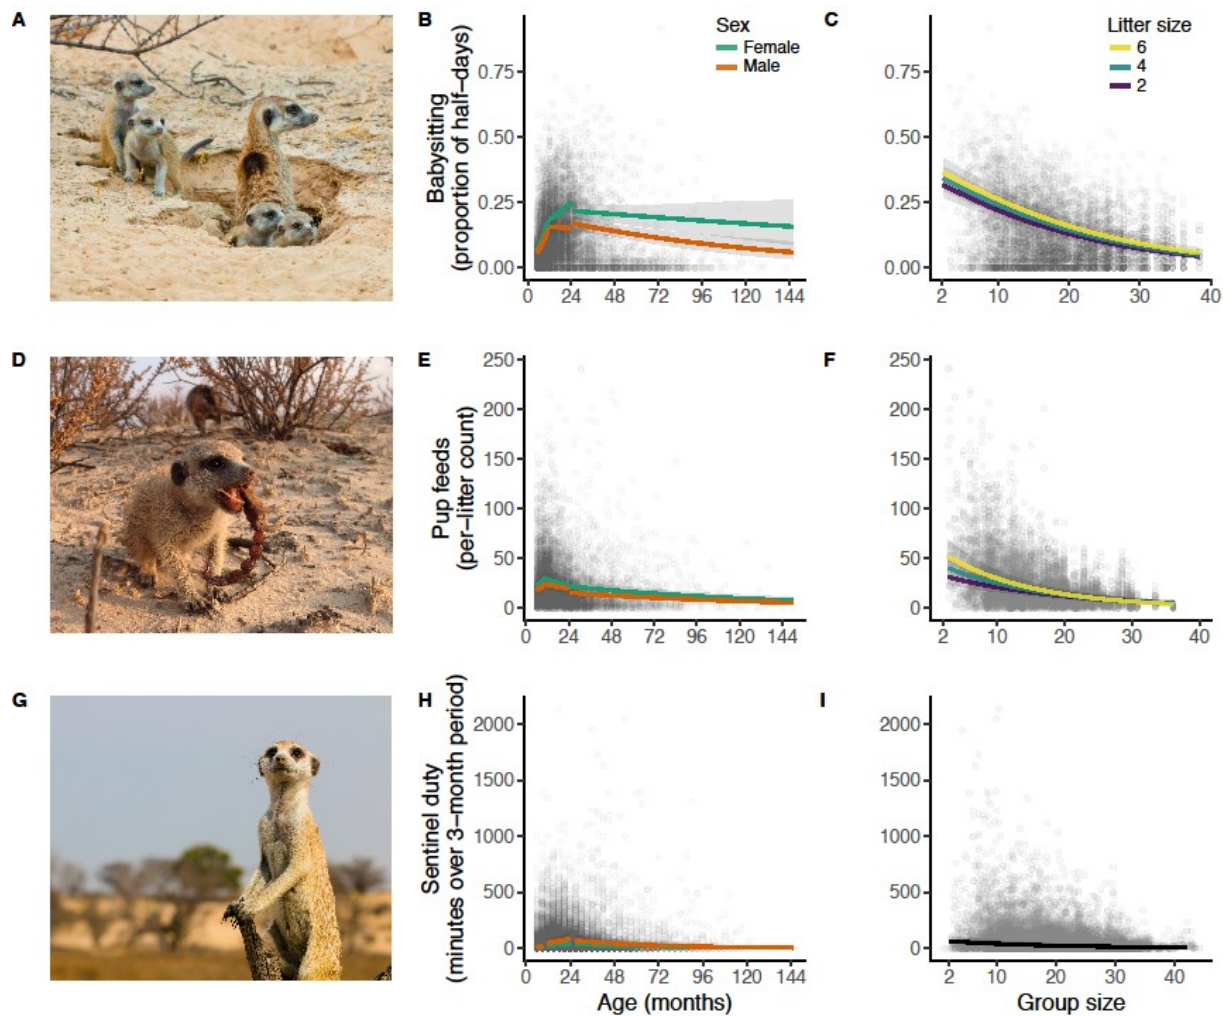 A
B
Babysitting
(proportion of half−days)
0.75
0.50
0.25
0.00
0 24 48 72 96 120 144
Sex
Female
Male
C
0.75
0.50
0.25
0.00
2 10 20 30 40
Litter size
6
4
2
D
E
Pup feeds
(per−litter count)
250
200
150
100
50
0
0 24 48 72 96 120 144
F
250
200
150
100
50
0
2 10 20 30 40
G
H
Sentinel duty
(minutes over 3−month period)
2000
1500
1000
500
0
0 24 48 72 96 120 144
Age (months)
I
2000
1500
1000
500
0
2 10 20 30 40
Group size